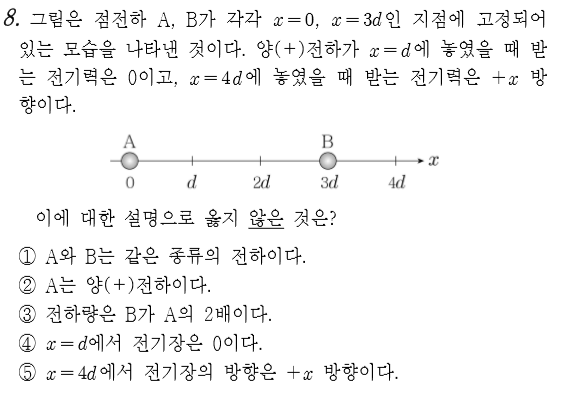 8. 그림은 점전하 A, B가 각각 x=0, x=3d인 지점에 고정되어
있는 모습을 나타낸 것이다. 양(+)전하가 x=d에 놓였을 때 받
는 전기력은 0이고, x=4d에 놓였을 때 받는 전기력은 +x 방
향이다.
A B
x
0 d 2d 3d 4d
이에 대한 설명으로 옳지 않은 것은?
① A와 B는 같은 종류의 전하이다.
② A는 양(+)전하이다.
③ 전하량은 B가 A의 2배이다.
④ x=d에서 전기장은 0이다.
⑤ x=4d에서 전기장의 방향은 +x 방향이다.